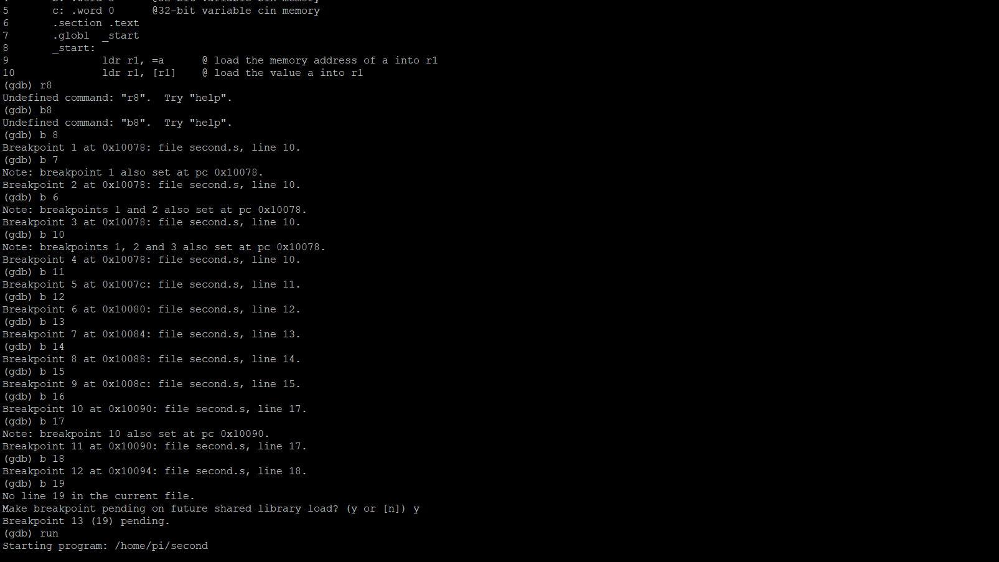 5       c: .word 0      @32-bit variable cin memory
6       .section .text
7       .globl  _start
8       _start:
9               ldr r1, =a      @ load the memory address of a into r1
10              ldr r1, [r1]    @ load the value a into r1
(gdb) r8
Undefined command: "r8".  Try "help".
(gdb) b8
Undefined command: "b8".  Try "help".
(gdb) b 8
Breakpoint 1 at 0x10078: file second.s, line 10.
(gdb) b 7
Note: breakpoint 1 also set at pc 0x10078.
Breakpoint 2 at 0x10078: file second.s, line 10.
(gdb) b 6
Note: breakpoints 1 and 2 also set at pc 0x10078.
Breakpoint 3 at 0x10078: file second.s, line 10.
(gdb) b 10
Note: breakpoints 1, 2 and 3 also set at pc 0x10078.
Breakpoint 4 at 0x10078: file second.s, line 10.
(gdb) b 11
Breakpoint 5 at 0x1007c: file second.s, line 11.
(gdb) b 12
Breakpoint 6 at 0x10080: file second.s, line 12.
(gdb) b 13
Breakpoint 7 at 0x10084: file second.s, line 13.
(gdb) b 14
Breakpoint 8 at 0x10088: file second.s, line 14.
(gdb) b 15
Breakpoint 9 at 0x1008c: file second.s, line 15.
(gdb) b 16
Breakpoint 10 at 0x10090: file second.s, line 17.
(gdb) b 17
Note: breakpoint 10 also set at pc 0x10090.
Breakpoint 11 at 0x10090: file second.s, line 17.
(gdb) b 18
Breakpoint 12 at 0x10094: file second.s, line 18.
(gdb) b 19
No line 19 in the current file.
Make breakpoint pending on future shared library load? (y or [n]) y
Breakpoint 13 (19) pending.
(gdb) run
Starting program: /home/pi/second